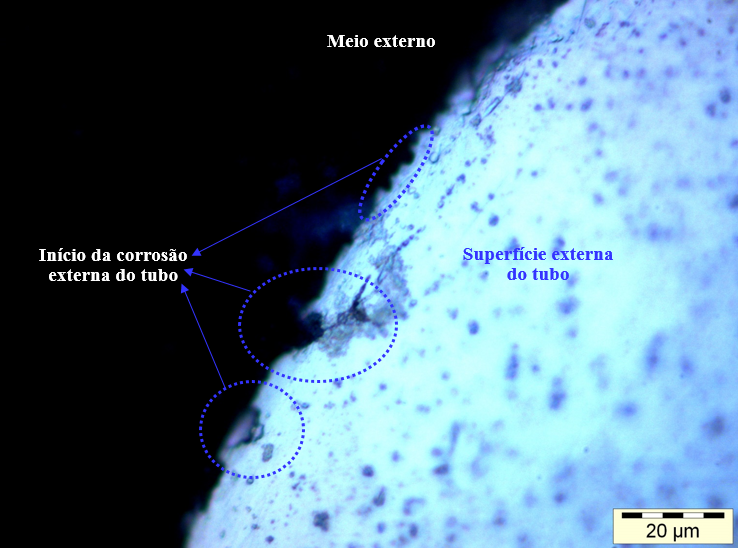 Meio externo
Início da corrosão
externa do tubo
Superfície externa
do tubo
20 µm